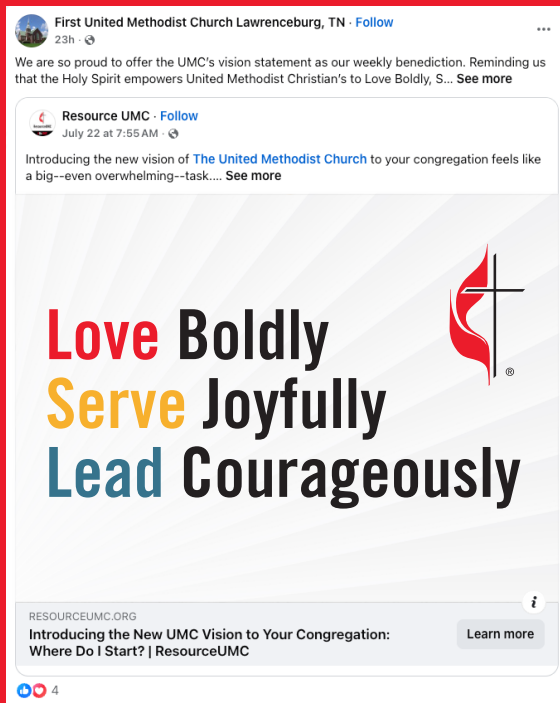 First United Methodist Church Lawrenceburg, TN · Follow
23h ·
We are so proud to offer the UMC's vision statement as our weekly benediction. Reminding us
that the Holy Spirit empowers United Methodist Christian's to Love Boldly, S... See more
Resource UMC · Follow
July 22 at 7:55 AM ·
Introducing the new vision of The United Methodist Church to your congregation feels like
a big--even overwhelming--task.... See more
Love Boldly
Serve Joyfully
Lead Courageously
®
i
RESOURCEUMC.ORG
Introducing the New UMC Vision to Your Congregation:
Where Do I Start? | ResourceUMC
Learn more
4